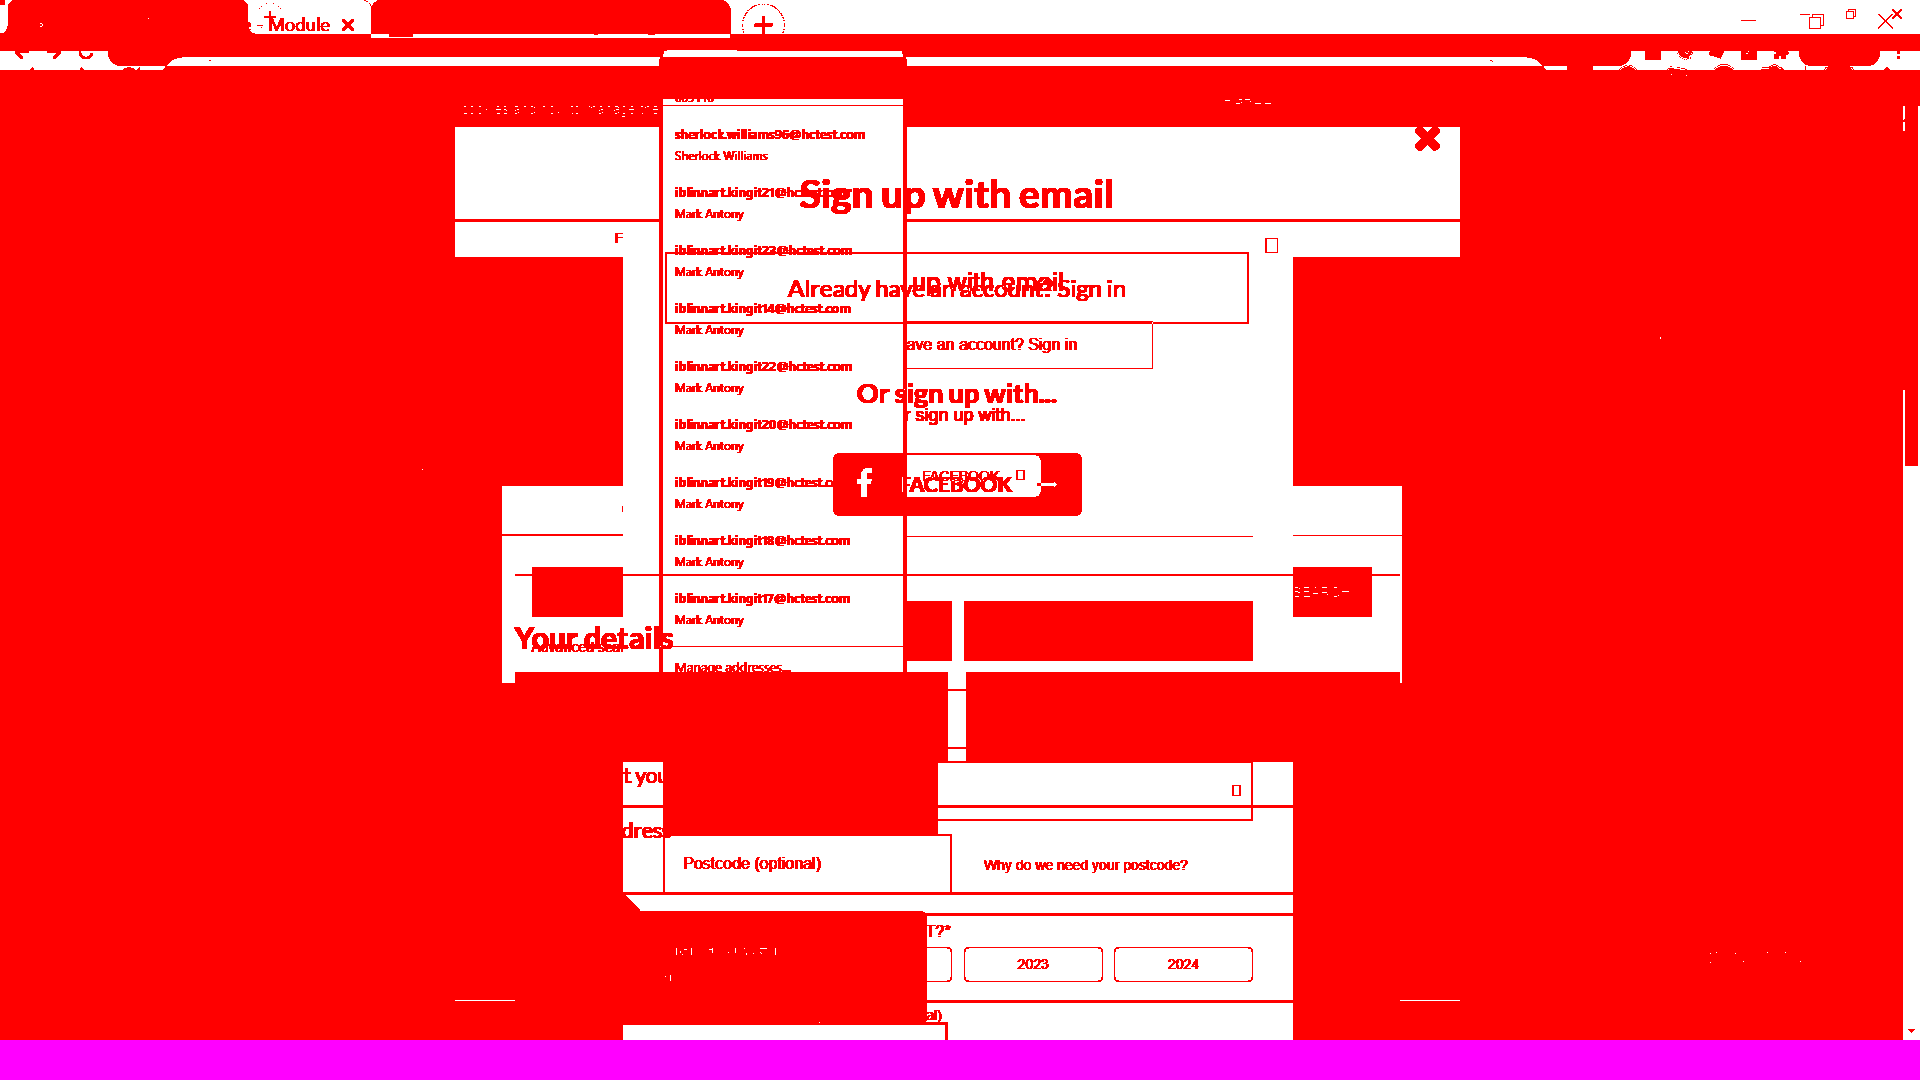 Module
sherlock.williams96@hctest.com
Sherlock Williams
Sign up with email
iblinnart.kingit21@hctest.com
Mark Antony
F
iblinnart.kingit23@hctest.com
Mark Antony
up with email
Already have an account? Sign in
iblinnart.kingit14@hctest.com
Mark Antony
ave an account? Sign in
iblinnart.kingit22@hctest.com
Mark Antony
Or sign up with...
r sign up with...
iblinnart.kingit20@hctest.com
Mark Antony
FACEBOOK
FACEBOOK
iblinnart.kingit19@hctest.co
Mark Antony
iblinnart.kingit18@hctest.com
Mark Antony
SEARCH
iblinnart.kingit17@hctest.com
Mark Antony
Your details
Advanced sear
Manage addresses...
t you
dress
Postcode (optional)
Why do we need your postcode?
T?*
2023
2024
al)